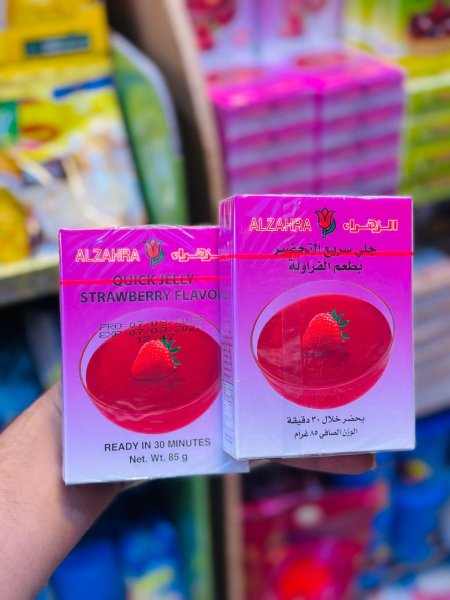 ALZAHRA الزهراء
QUICK JELLY
STRAWBERRY FLAVOR
READY IN 30 MINUTES
Net. Wt. 85 g
ALZAHRA الزهراء
جلي سريع التحضير
بطعم الفراولة
يحضر خلال ٣٠ دقيقة
الوزن الصافي ٨٥ غرام